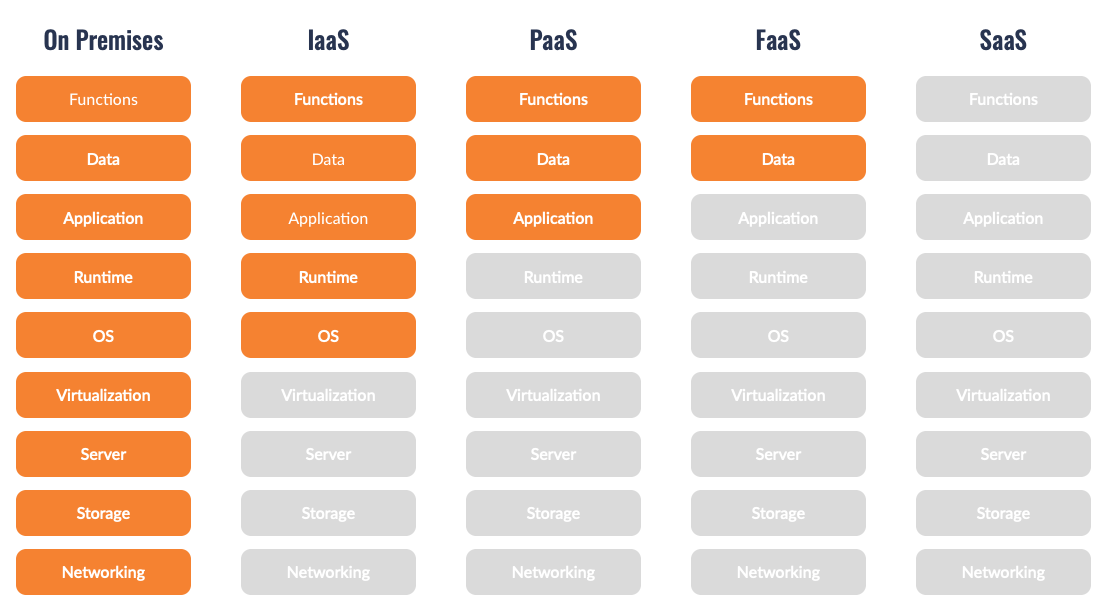 On Premises IaaS PaaS FaaS SaaS
Functions Functions Functions Functions Functions
Data Data Data Data Data
Application Application Application Application Application
Runtime Runtime Runtime Runtime Runtime
OS OS OS OS OS
Virtualization Virtualization Virtualization Virtualization Virtualization
Server Server Server Server Server
Storage Storage Storage Storage Storage
Networking Networking Networking Networking Networking